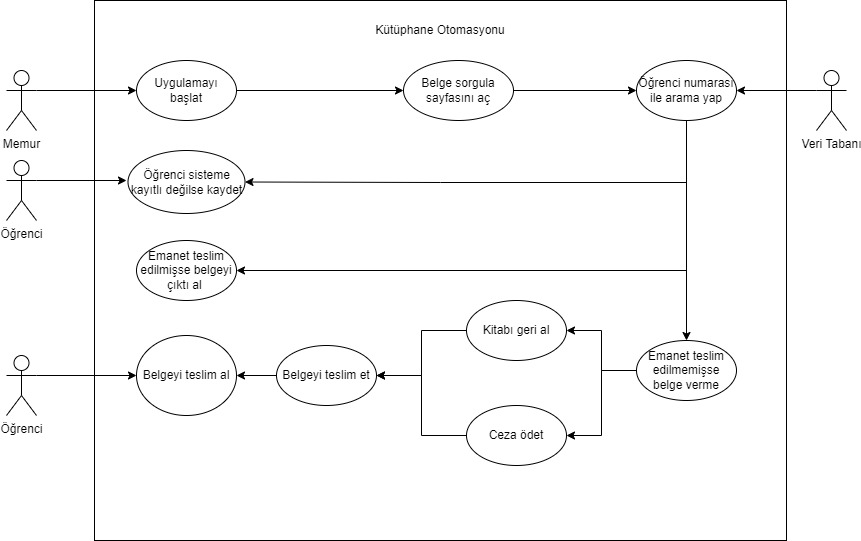 Kütüphane Otomasyonu
Uygulamayı
başlat
Belge sorgula
sayfasını aç
Öğrenci numarası
ile arama yap
Memur
Veri Tabanı
Öğrenci sisteme
kayıtlı değilse kaydet
Öğrenci
Emanet teslim
edilmişse belgeyi
çıktı al
Kitabı geri al
Emanet teslim
edilmemişse
belge verme
Belgeyi teslim al
Belgeyi teslim et
Öğrenci
Ceza ödet